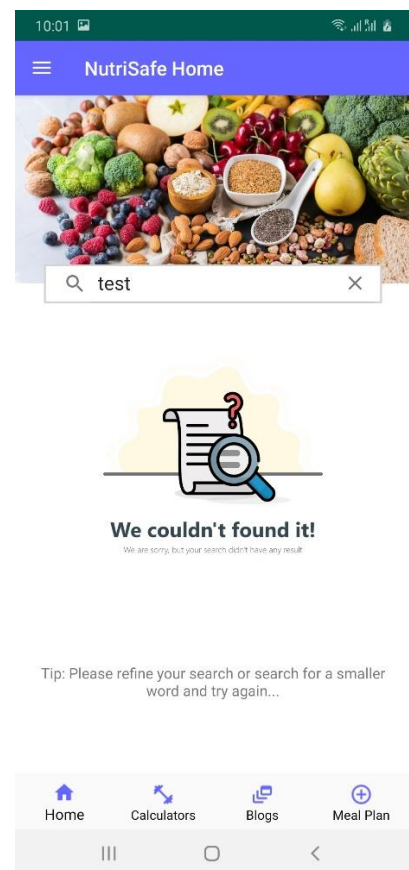 10:01
NutriSafe Home
test
We couldn't found it!
We are sorry, but your search didn't have any result
Tip: Please refine your search or search for a smaller
word and try again...
Home Calculators Blogs Meal Plan